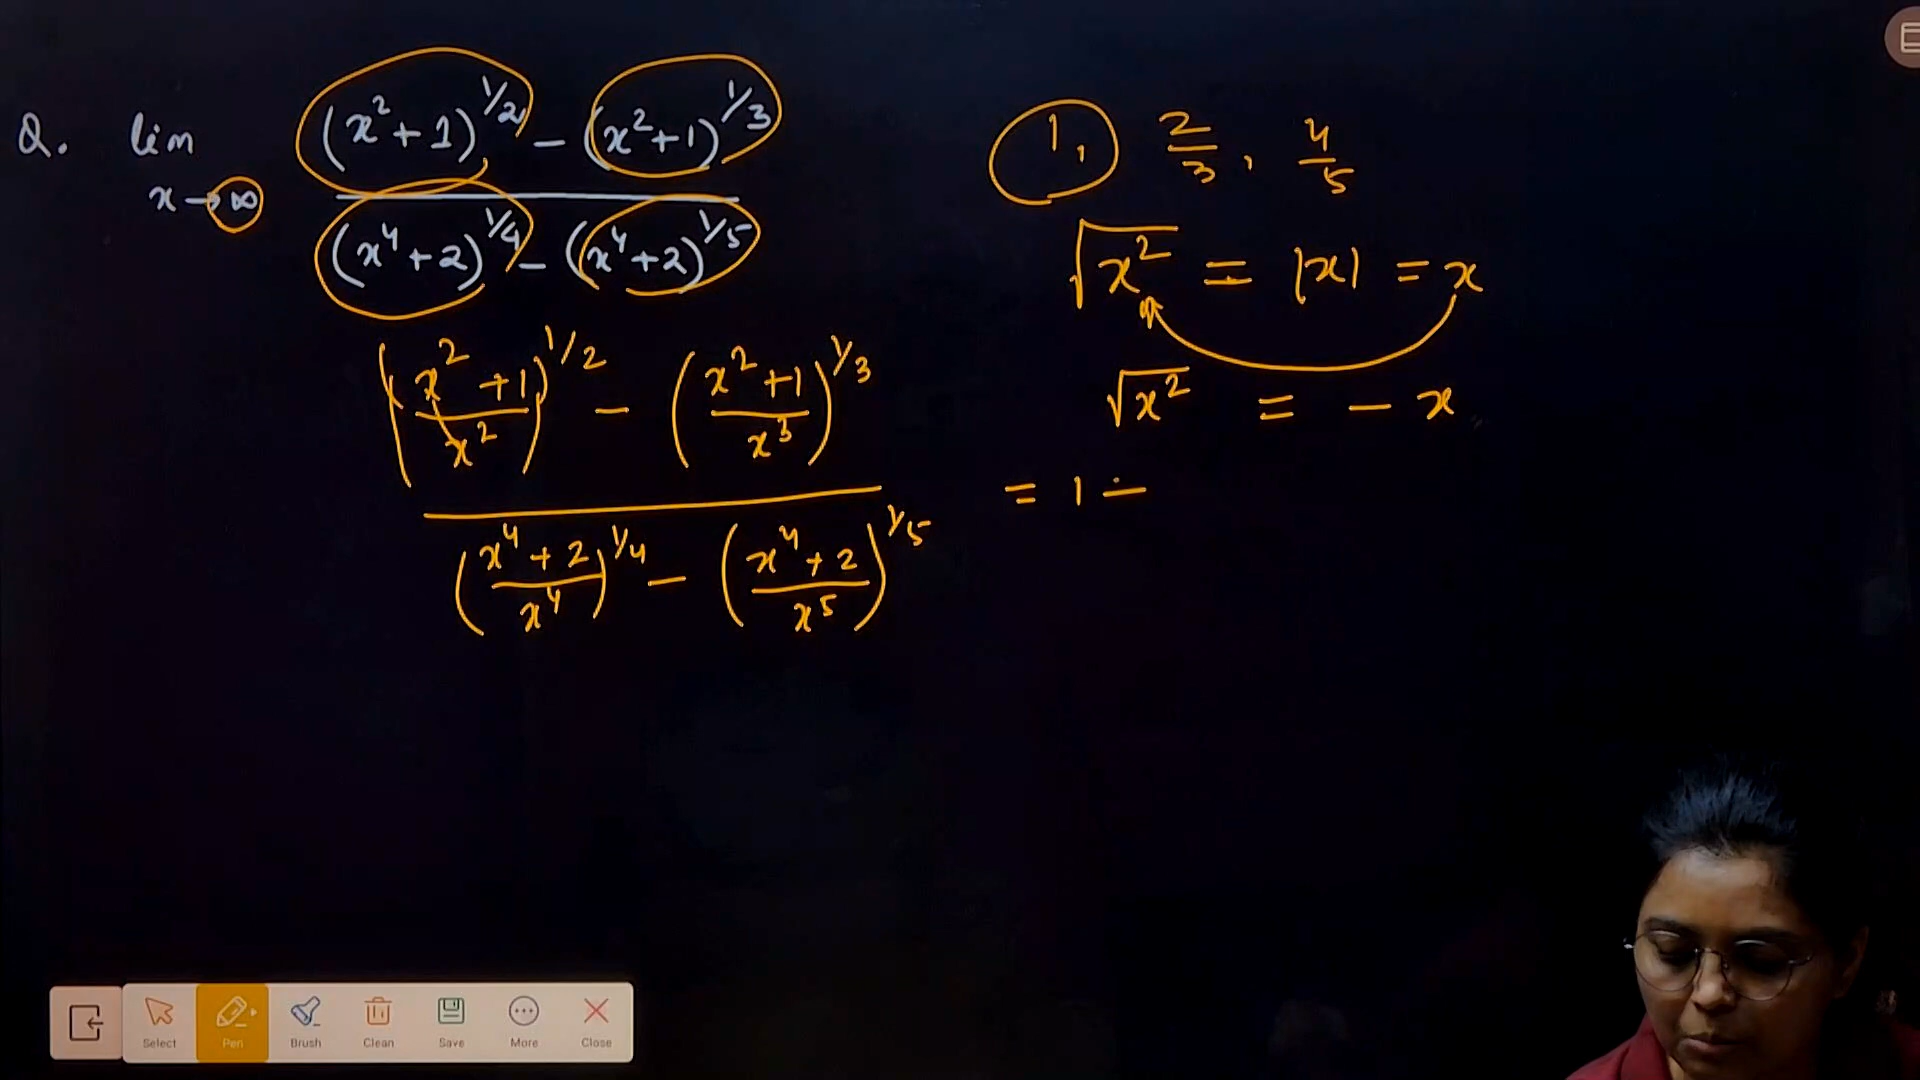 Q. lim x→∞ ((x²+1)^1/2 − (x²+1)^1/3) / ((x⁴+2)^1/4 − (x⁴+2)^1/5)
((x²+1)/x²)^1/2 − ((x²+1)/x³)^1/3
((x⁴+2)/x⁴)^1/4 − ((x⁴+2)/x⁵)^1/5
= 1 −
1, 2/3, 4/5
√x² = |x| = x
√x² = − x
Select Pen Brush Clean Save More Close